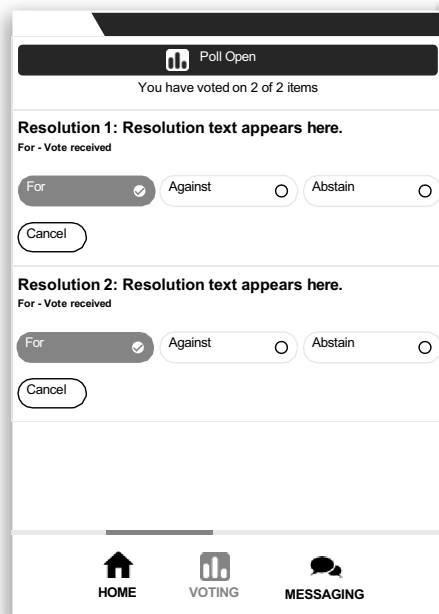 Poll Open
You have voted on 2 of 2 items
Resolution 1: Resolution text appears here.
For - Vote received
For Against Abstain
Cancel
Resolution 2: Resolution text appears here.
For - Vote received
For Against Abstain
Cancel
HOME VOTING MESSAGING